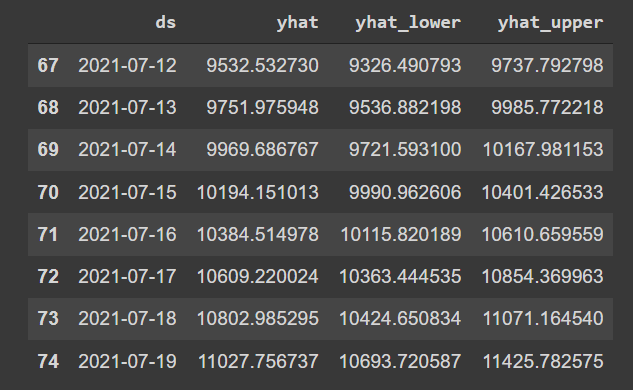 ds yhat yhat_lower yhat_upper
67 2021-07-12 9532.532730 9326.490793 9737.792798
68 2021-07-13 9751.975948 9536.882198 9985.772218
69 2021-07-14 9969.686767 9721.593100 10167.981153
70 2021-07-15 10194.151013 9990.962606 10401.426533
71 2021-07-16 10384.514978 10115.820189 10610.659559
72 2021-07-17 10609.220024 10363.444535 10854.369963
73 2021-07-18 10802.985295 10424.650834 11071.164540
74 2021-07-19 11027.756737 10693.720587 11425.782575